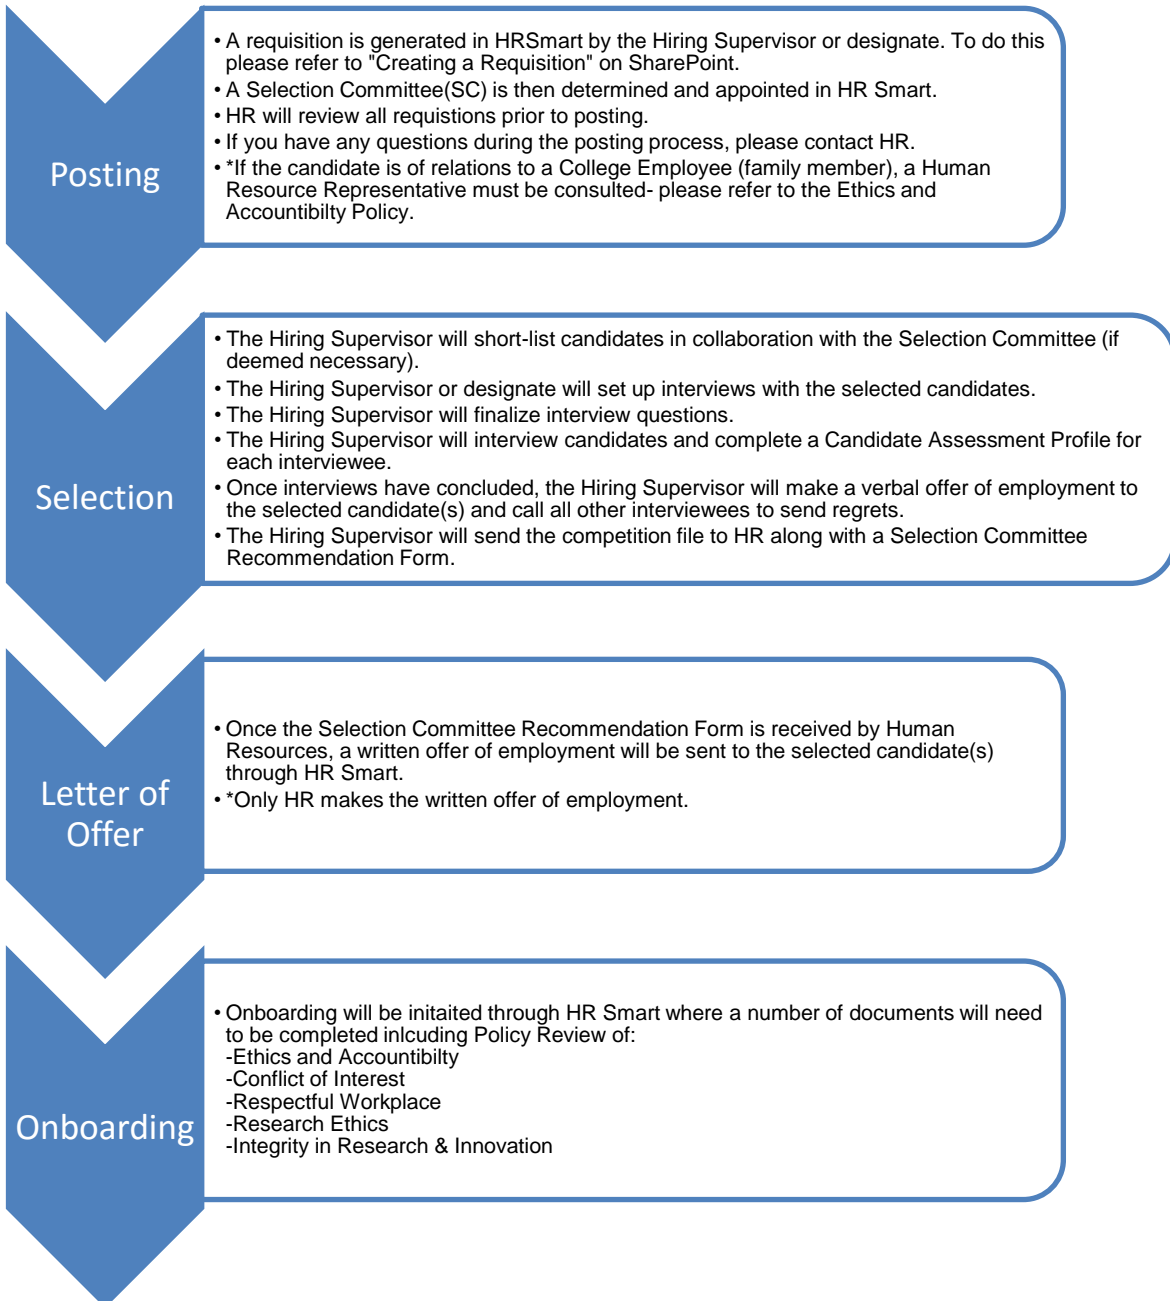 Posting
• A requisition is generated in HRSmart by the Hiring Supervisor or designate. To do this
please refer to "Creating a Requisition" on SharePoint.
• A Selection Committee(SC) is then determined and appointed in HR Smart.
• HR will review all requistions prior to posting.
• If you have any questions during the posting process, please contact HR.
• *If the candidate is of relations to a College Employee (family member), a Human
Resource Representative must be consulted- please refer to the Ethics and
Accountibilty Policy.
Selection
• The Hiring Supervisor will short-list candidates in collaboration with the Selection Committee (if
deemed necessary).
• The Hiring Supervisor or designate will set up interviews with the selected candidates.
• The Hiring Supervisor will finalize interview questions.
• The Hiring Supervisor will interview candidates and complete a Candidate Assessment Profile for
each interviewee.
• Once interviews have concluded, the Hiring Supervisor will make a verbal offer of employment to
the selected candidate(s) and call all other interviewees to send regrets.
• The Hiring Supervisor will send the competition file to HR along with a Selection Committee
Recommendation Form.
Letter of
Offer
• Once the Selection Committee Recommendation Form is received by Human
Resources, a written offer of employment will be sent to the selected candidate(s)
through HR Smart.
• *Only HR makes the written offer of employment.
Onboarding
• Onboarding will be initaited through HR Smart where a number of documents will need
to be completed inlcuding Policy Review of:
-Ethics and Accountibilty
-Conflict of Interest
-Respectful Workplace
-Research Ethics
-Integrity in Research & Innovation